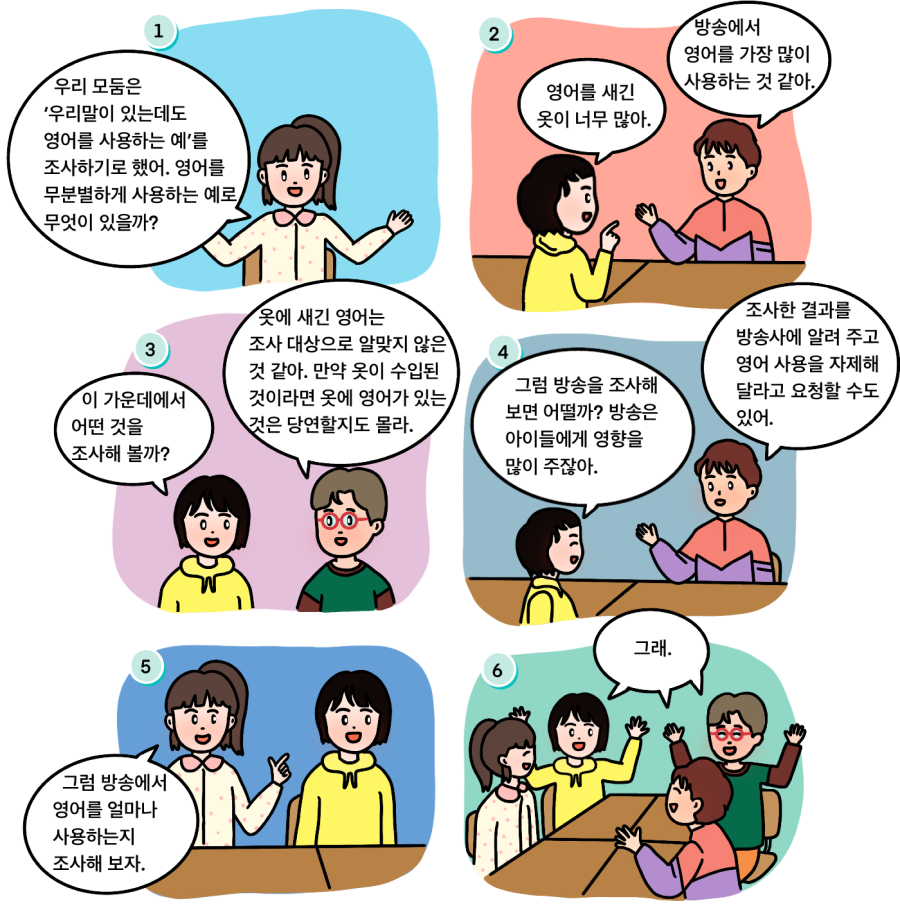 1
우리 모둠은
‘우리말이 있는데도
영어를 사용하는 예’를
조사하기로 했어. 영어를
무분별하게 사용하는 예로
무엇이 있을까?
2
영어를 새긴
옷이 너무 많아.
방송에서
영어를 가장 많이
사용하는 것 같아.
3
이 가운데에서
어떤 것을
조사해 볼까?
옷에 새긴 영어는
조사 대상으로 알맞지 않은
것 같아. 만약 옷이 수입된
것이라면 옷에 영어가 있는
것은 당연할지도 몰라.
4
그럼 방송을 조사해
보면 어떨까? 방송은
아이들에게 영향을
많이 주잖아.
조사한 결과를
방송사에 알려 주고
영어 사용을 자제해
달라고 요청할 수도
있어.
5
그럼 방송에서
영어를 얼마나
사용하는지
조사해 보자.
6
그래.